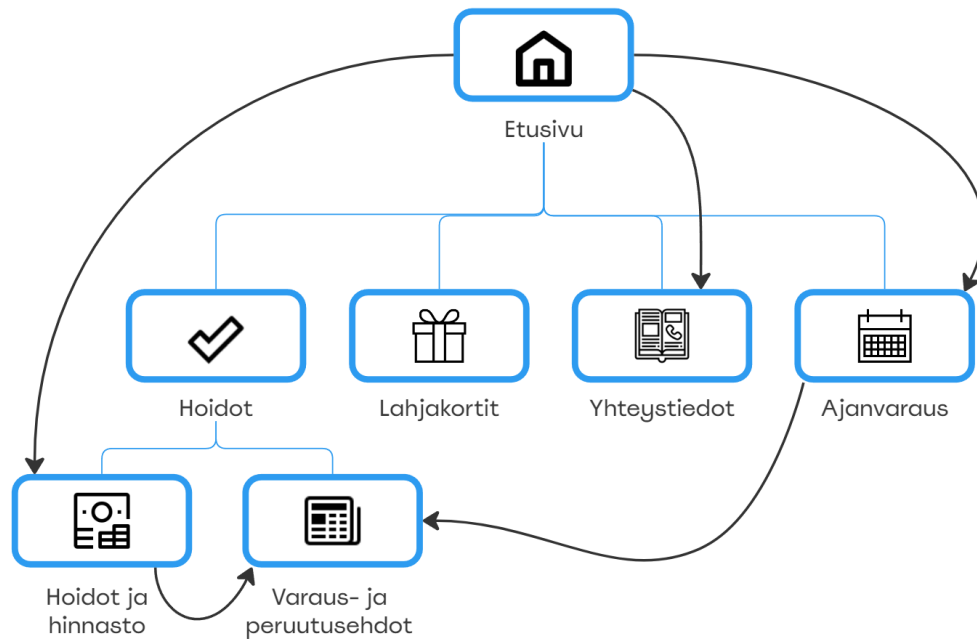 Etusivu
Hoidot
Lahjakortit
Yhteystiedot
Ajanvaraus
Hoidot ja
hinnasto
Varaus- ja
peruutusehdot